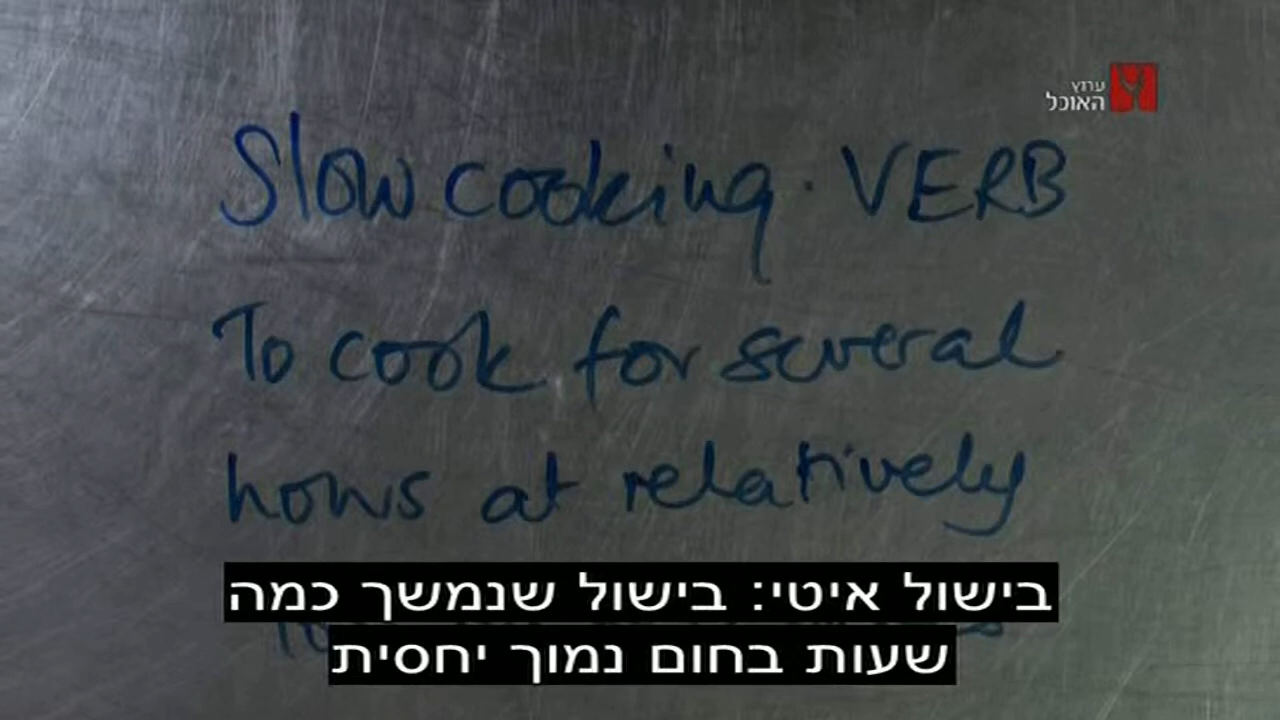 ערוץ
האוכל
Slow cooking. VERB
To cook for several
hours at relatively
בישול איטי: בישול שנמשך כמה
שעות בחום נמוך יחסית